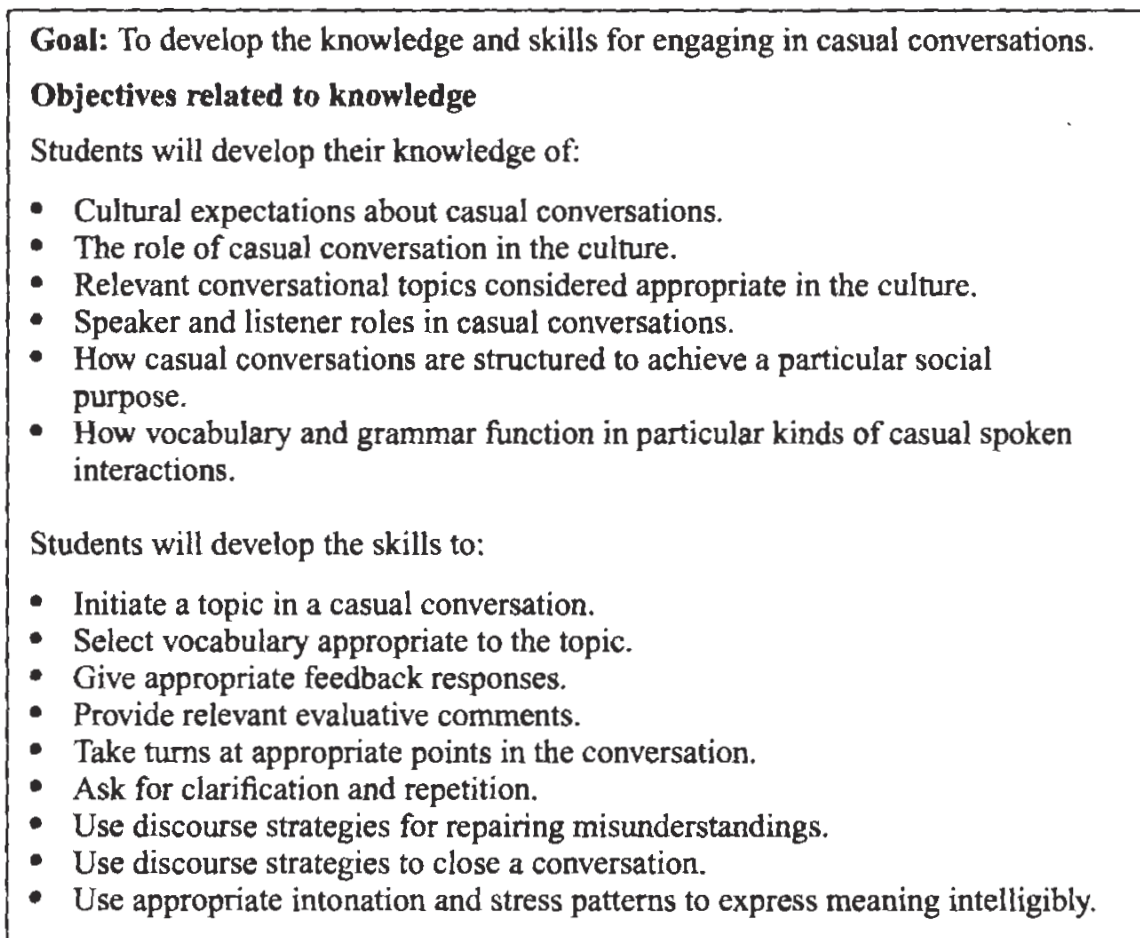 Goal: To develop the knowledge and skills for engaging in casual conversations.
Objectives related to knowledge
Students will develop their knowledge of:
• Cultural expectations about casual conversations.
• The role of casual conversation in the culture.
• Relevant conversational topics considered appropriate in the culture.
• Speaker and listener roles in casual conversations.
• How casual conversations are structured to achieve a particular social
purpose.
• How vocabulary and grammar function in particular kinds of casual spoken
interactions.
Students will develop the skills to:
• Initiate a topic in a casual conversation.
• Select vocabulary appropriate to the topic.
• Give appropriate feedback responses.
• Provide relevant evaluative comments.
• Take turns at appropriate points in the conversation.
• Ask for clarification and repetition.
• Use discourse strategies for repairing misunderstandings.
• Use discourse strategies to close a conversation.
• Use appropriate intonation and stress patterns to express meaning intelligibly.